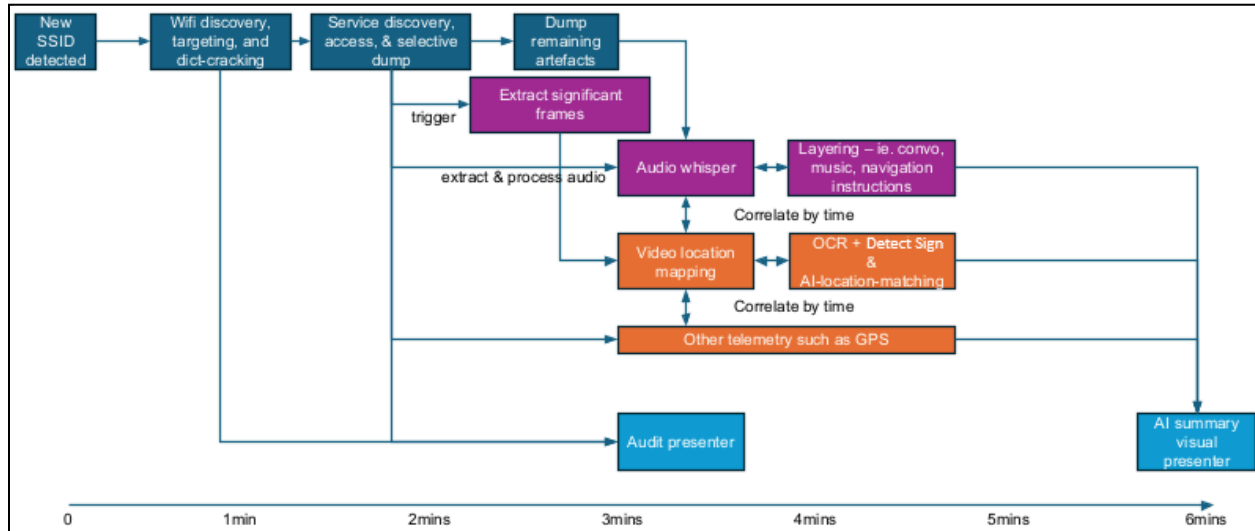 New
SSID
detected
Wifi discovery,
targeting, and
dict-cracking
Service discovery,
access, & selective
dump
Dump
remaining
artefacts
trigger
Extract significant
frames
extract & process audio
Audio whisper
Layering – ie. convo,
music, navigation
instructions
Correlate by time
Video location
mapping
OCR + Detect Sign
&
AI-location-matching
Correlate by time
Other telemetry such as GPS
Audit presenter
AI summary
visual
presenter
0
1min
2mins
3mins
4mins
5mins
6mins